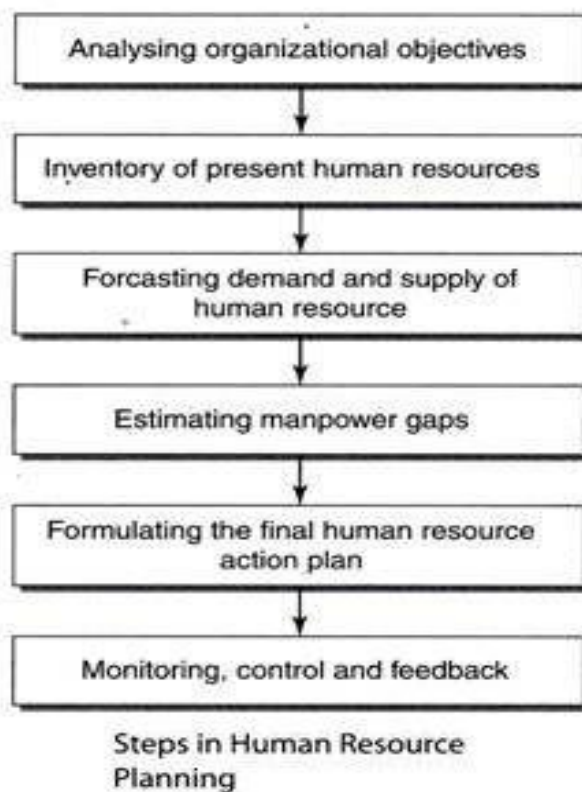 Analysing organizational objectives
Inventory of present human resources
Forcasting demand and supply of
human resource
Estimating manpower gaps
Formulating the final human resource
action plan
Monitoring, control and feedback
Steps in Human Resource
Planning